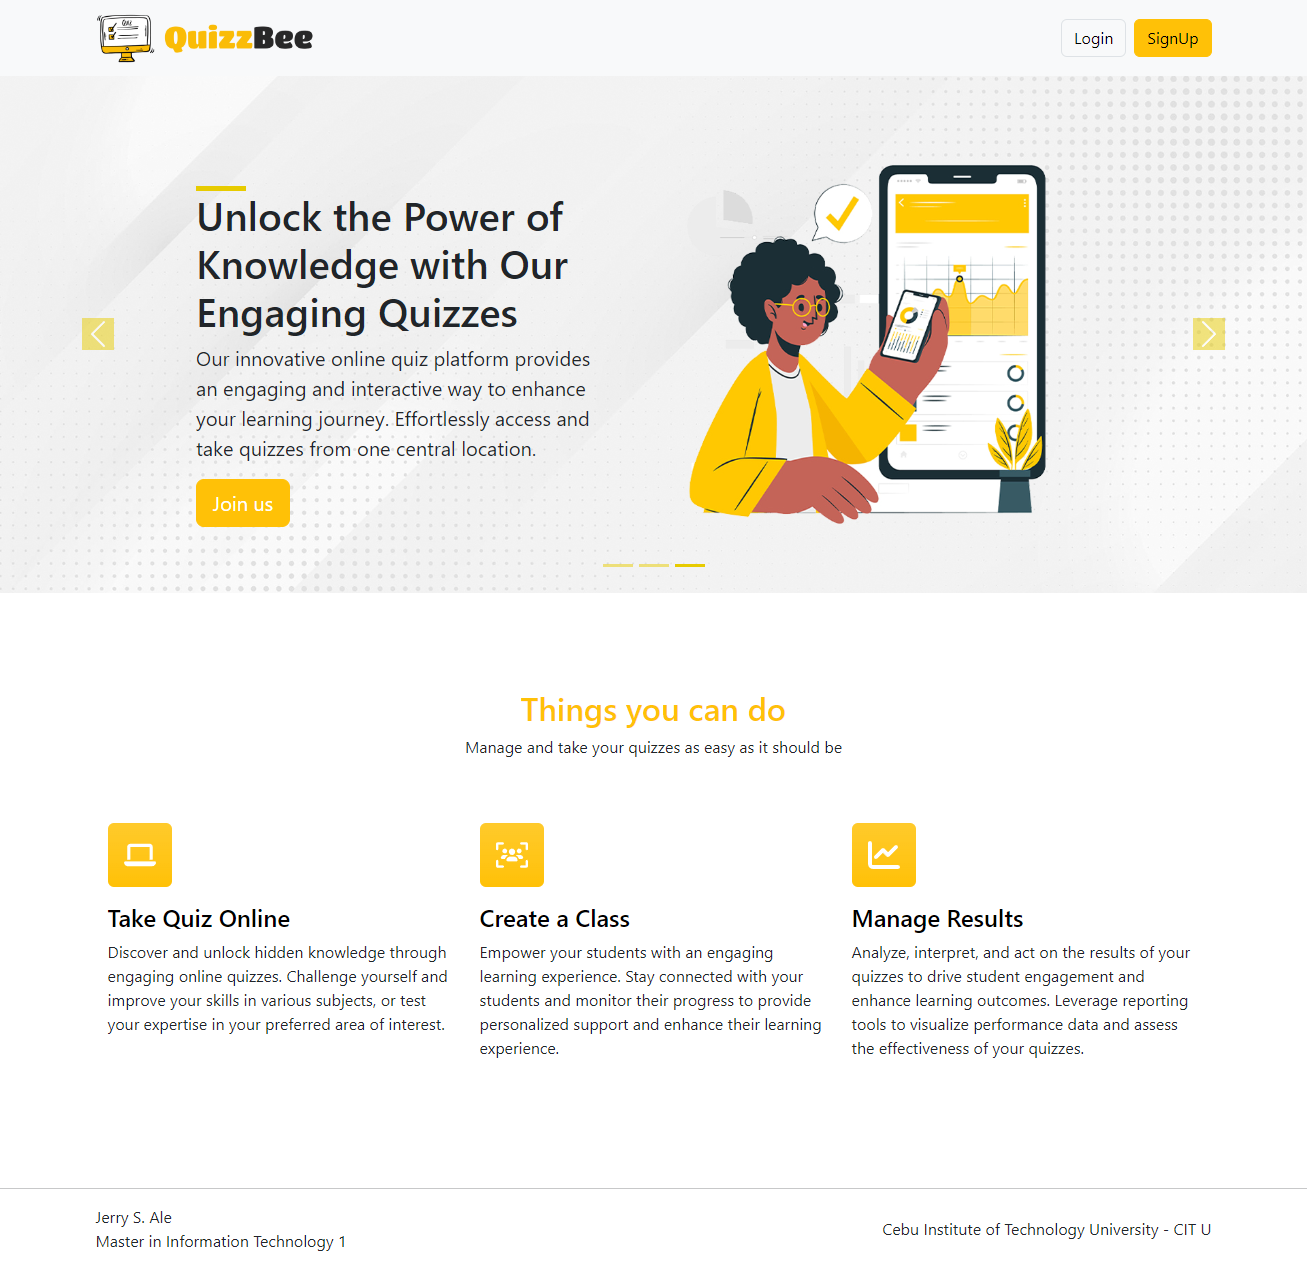 QUIZ
QuizzBee
Login
SignUp
Unlock the Power of
Knowledge with Our
Engaging Quizzes
Our innovative online quiz platform provides
an engaging and interactive way to enhance
your learning journey. Effortlessly access and
take quizzes from one central location.
Join us
Things you can do
Manage and take your quizzes as easy as it should be
Take Quiz Online
Discover and unlock hidden knowledge through
engaging online quizzes. Challenge yourself and
improve your skills in various subjects, or test
your expertise in your preferred area of interest.
Create a Class
Empower your students with an engaging
learning experience. Stay connected with your
students and monitor their progress to provide
personalized support and enhance their learning
experience.
Manage Results
Analyze, interpret, and act on the results of your
quizzes to drive student engagement and
enhance learning outcomes. Leverage reporting
tools to visualize performance data and assess
the effectiveness of your quizzes.
Jerry S. Ale
Master in Information Technology 1
Cebu Institute of Technology University - CIT U